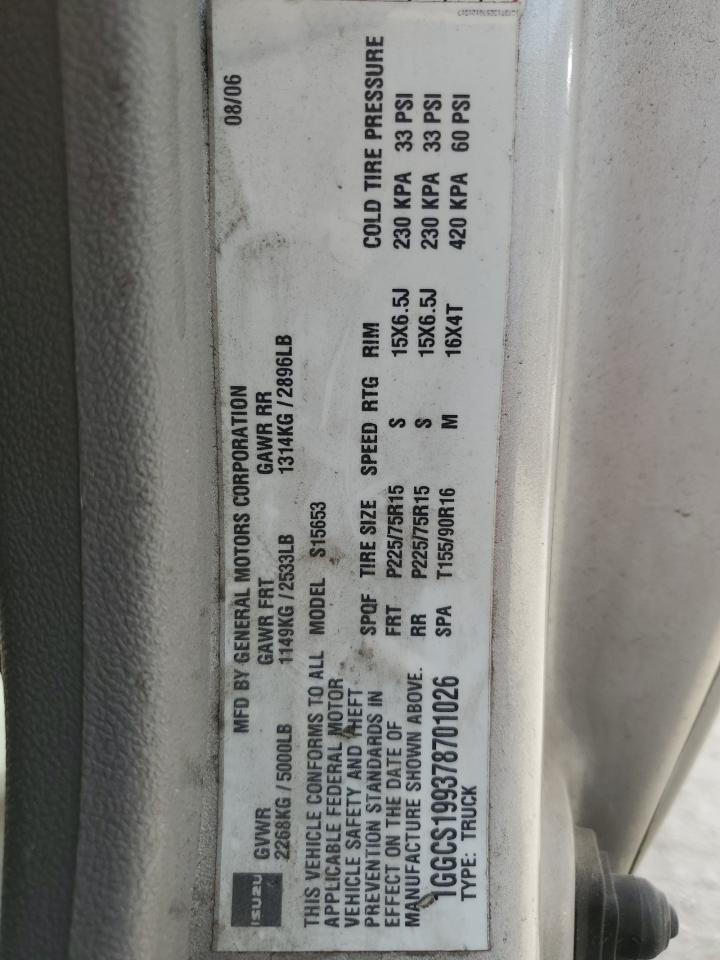 08/06
MFD BY GENERAL MOTORS CORPORATION
ISUZU
GVWR GAWR FRT GAWR RR
2268KG / 5000LB 1149KG / 2533LB 1314KG / 2896LB
THIS VEHICLE CONFORMS TO ALL
APPLICABLE FEDERAL MOTOR
VEHICLE SAFETY AND THEFT
PREVENTION STANDARDS IN
EFFECT ON THE DATE OF
MANUFACTURE SHOWN ABOVE.
1GGCS199378701026
TYPE: TRUCK
MODEL S15653
SPQF TIRE SIZE SPEED RTG RIM COLD TIRE PRESSURE
FRT P225/75R15 S 15X6.5J 230 KPA 33 PSI
RR P225/75R15 S 15X6.5J 230 KPA 33 PSI
SPA T155/90R16 M 16X4T 420 KPA 60 PSI